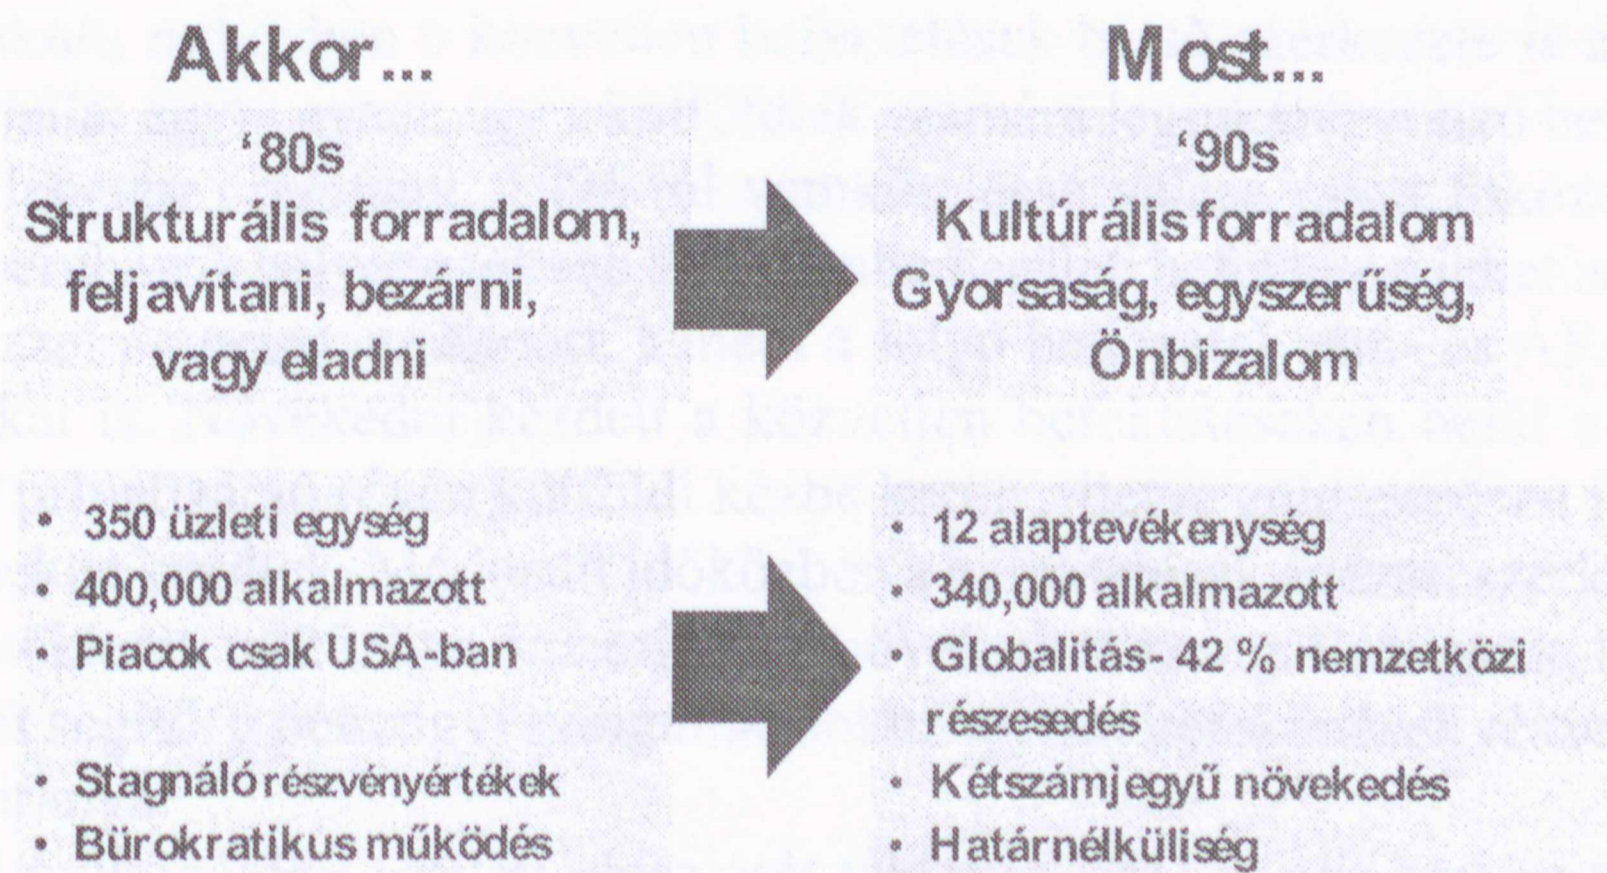 Akkor...
'80s
Strukturális forradalom,
feljavítani, bezárni,
vagy eladni
• 350 üzleti egység
• 400,000 alkalmazott
• Piacok csak USA-ban
• Stagnáló részvényértékek
• Bürokratikus működés
Most...
'90s
Kultúrális forradalom
Gyorsaság, egyszerűség,
Önbizalom
• 12 alaptevékenység
• 340,000 alkalmazott
• Globalitás- 42 % nemzetközi
részesedés
• Kétszámjegyű növekedés
• Határnélküliség